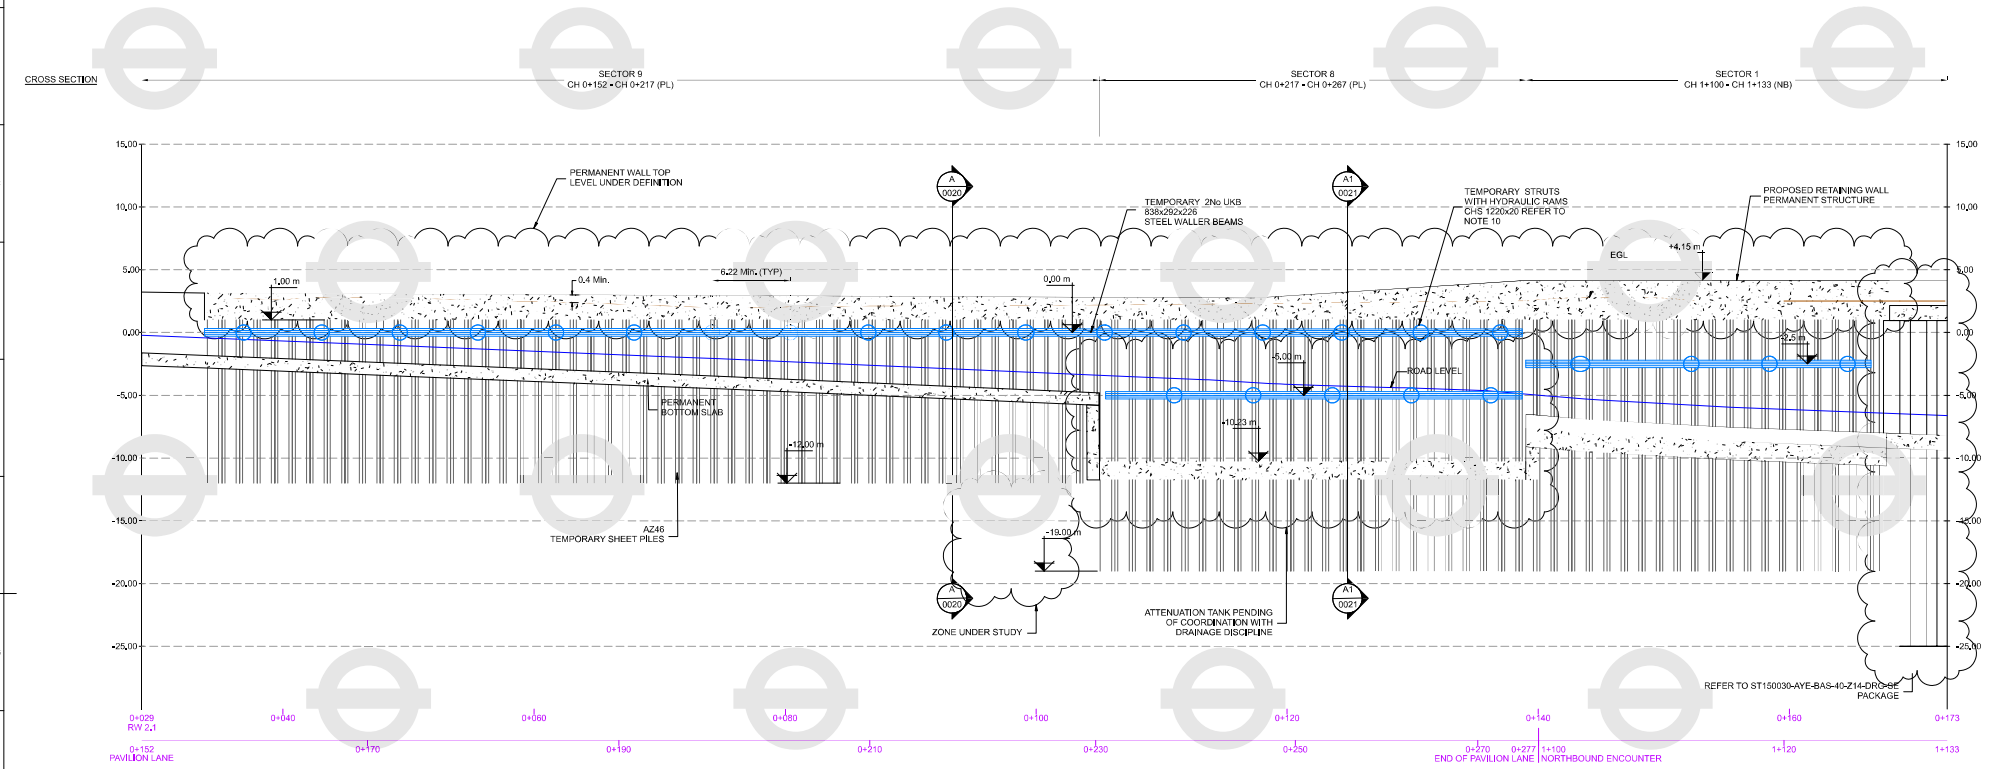 CROSS SECTION
SECTOR 9
CH 0+152 - CH 0+217 (PL)
SECTOR 8
CH 0+217 - CH 0+267 (PL)
SECTOR 1
CH 1+100 - CH 1+133 (NB)
15.00
10.00
5.00
0.00
-5.00
-10.00
-15.00
-20.00
-25.00
PERMANENT WALL TOP
LEVEL UNDER DEFINITION
A
0020
TEMPORARY 2No UKB
838x292x226
STEEL WALLER BEAMS
A1
0021
TEMPORARY STRUTS
WITH HYDRAULIC RAMS
CHS 1220x20 REFER TO
NOTE 10
PROPOSED RETAINING WALL
PERMANENT STRUCTURE
EGL
+4.15 m
1.00 m
0.4 Min.
6.22 Min. (TYP)
0.00 m
-5.00 m
ROAD LEVEL
-2.5 m
PERMANENT
BOTTOM SLAB
-12.00 m
-10.23 m
AZ46
TEMPORARY SHEET PILES
-19.00 m
A
0020
ZONE UNDER STUDY
ATTENUATION TANK PENDING
OF COORDINATION WITH
DRAINAGE DISCIPLINE
A1
0021
REFER TO ST150030-AYE-BAS-40-Z14-DRG-SE
PACKAGE
15.00
10.00
5.00
0.00
-5.00
-10.00
-15.00
-20.00
-25.00
0+029
RW 2.1
0+040
0+060
0+080
0+100
0+120
0+140
0+160
0+173
0+152
PAVILION LANE
0+170
0+190
0+210
0+230
0+250
0+270
0+277
1+100
1+120
1+133
END OF PAVILION LANE
NORTHBOUND ENCOUNTER